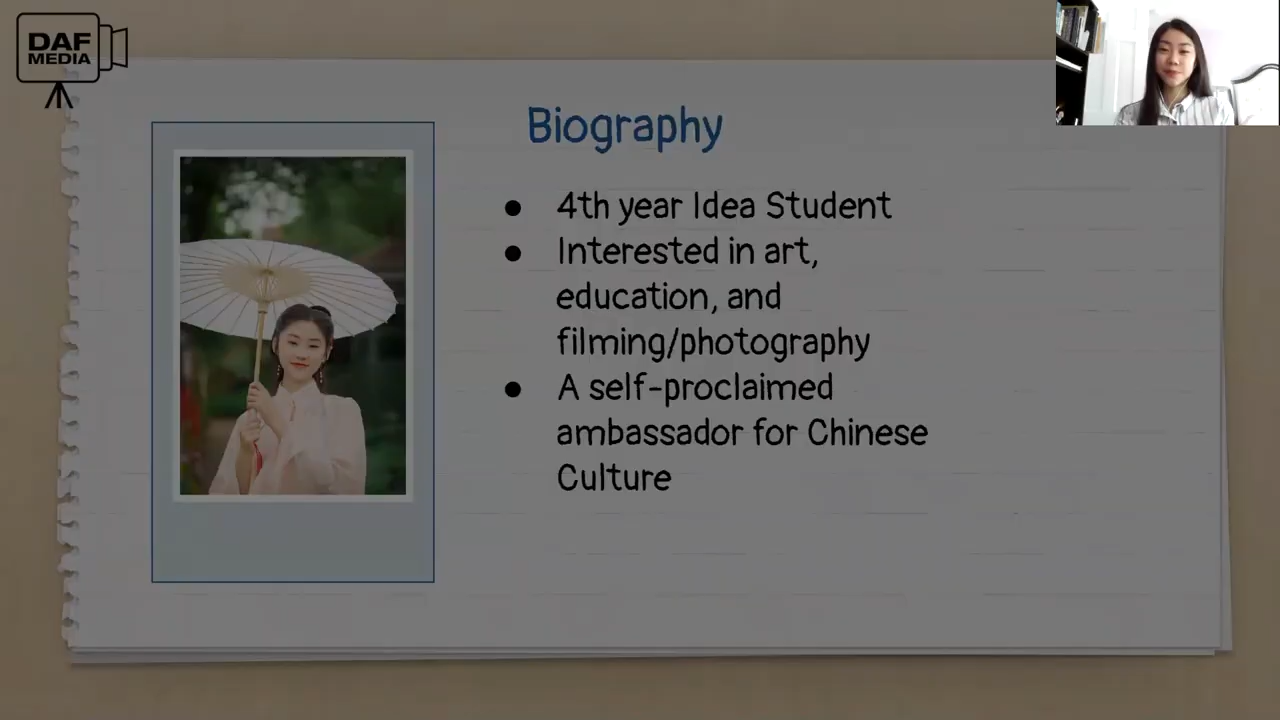 DAF
MEDIA
Biography
● 4th year Idea Student
● Interested in art,
education, and
filming/photography
● A self-proclaimed
ambassador for Chinese
Culture